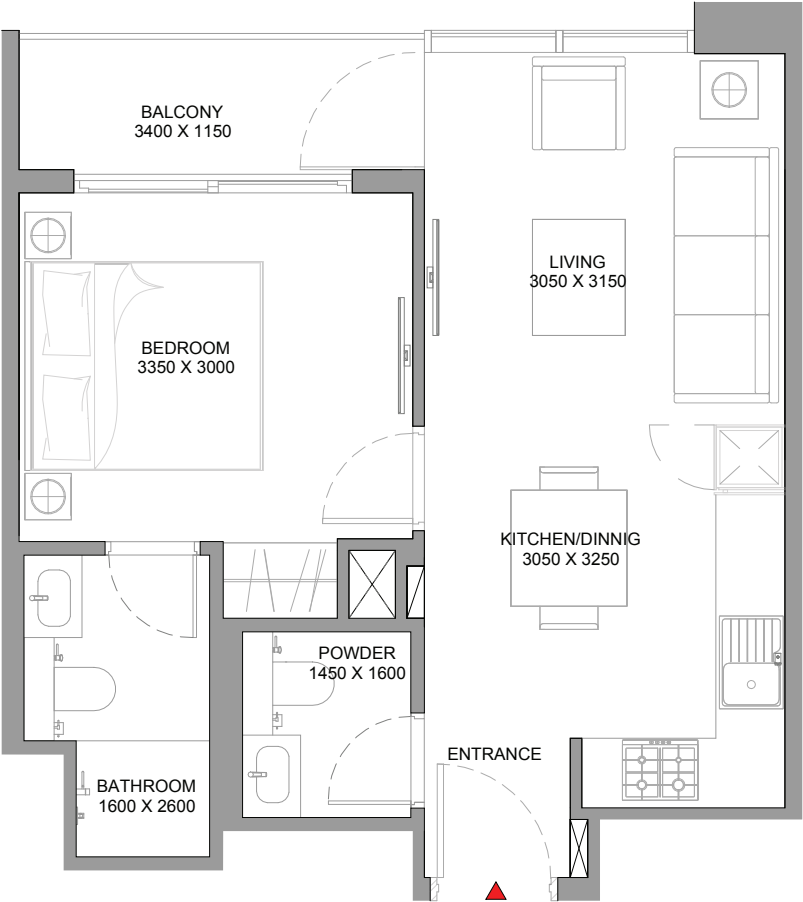 BALCONY
3400 X 1150
LIVING
3050 X 3150
BEDROOM
3350 X 3000
KITCHEN/DINNIG
3050 X 3250
POWDER
1450 X 1600
ENTRANCE
BATHROOM
1600 X 2600